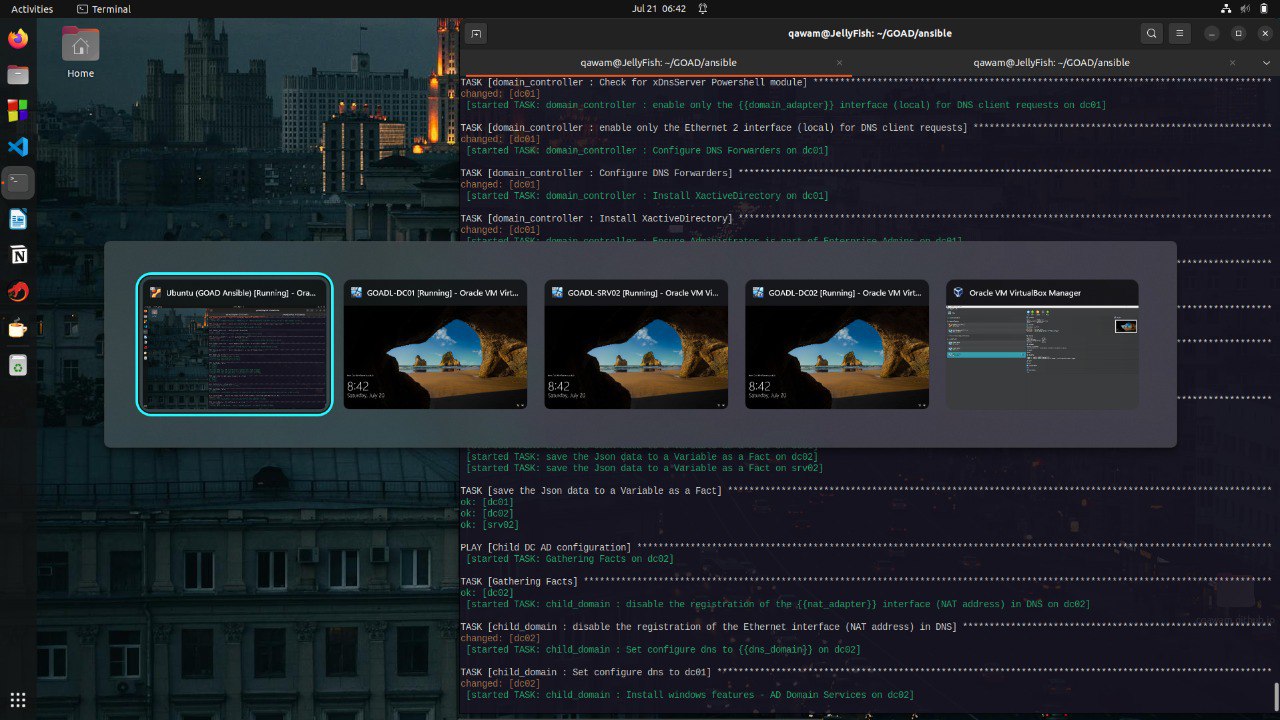 Activities
Terminal
Jul 21 06:42
Home
qawam@JellyFish: ~/GOAD/ansible
qawam@JellyFish: ~/GOAD/ansible
qawam@JellyFish: ~/GOAD/ansible
TASK [domain_controller : Check for xDnsServer Powershell module] ****
changed: [dc01]
[started TASK: domain_controller : enable only the {{domain_adapter}} interface (local) for DNS client requests on dc01]
TASK [domain_controller : enable only the Ethernet 2 interface (local) for DNS client requests] ****
changed: [dc01]
[started TASK: domain_controller : Configure DNS Forwarders on dc01]
TASK [domain_controller : Configure DNS Forwarders] ****
changed: [dc01]
[started TASK: domain_controller : Install XactiveDirectory on dc01]
TASK [domain_controller : Install XactiveDirectory] ****
changed: [dc01]
[started TASK: domain_controller : Ensure Administrator is part of Enterprise Admins on dc01]
Ubuntu (GOAD Ansible) [Running] - Ora...
GOADL-DC01 [Running] - Oracle VM Virt...
GOADL-SRV02 [Running] - Oracle VM Vi...
GOADL-DC02 [Running] - Oracle VM Virt...
Oracle VM VirtualBox Manager
8:42
Saturday, July 20
8:42
Saturday, July 20
8:42
Saturday, July 20
[started TASK: save the Json data to a Variable as a Fact on dc02]
[started TASK: save the Json data to a Variable as a Fact on srv02]
TASK [save the Json data to a Variable as a Fact] ****
ok: [dc01]
ok: [dc02]
ok: [srv02]
PLAY [Child DC AD configuration] ****
[started TASK: Gathering Facts on dc02]
TASK [Gathering Facts] ****
ok: [dc02]
[started TASK: child_domain : disable the registration of the {{nat_adapter}} interface (NAT address) in DNS on dc02]
TASK [child_domain : disable the registration of the Ethernet interface (NAT address) in DNS] ****
changed: [dc02]
[started TASK: child_domain : Set configure dns to {{dns_domain}} on dc02]
TASK [child_domain : Set configure dns to dc01] ****
changed: [dc02]
[started TASK: child_domain : Install windows features - AD Domain Services on dc02]